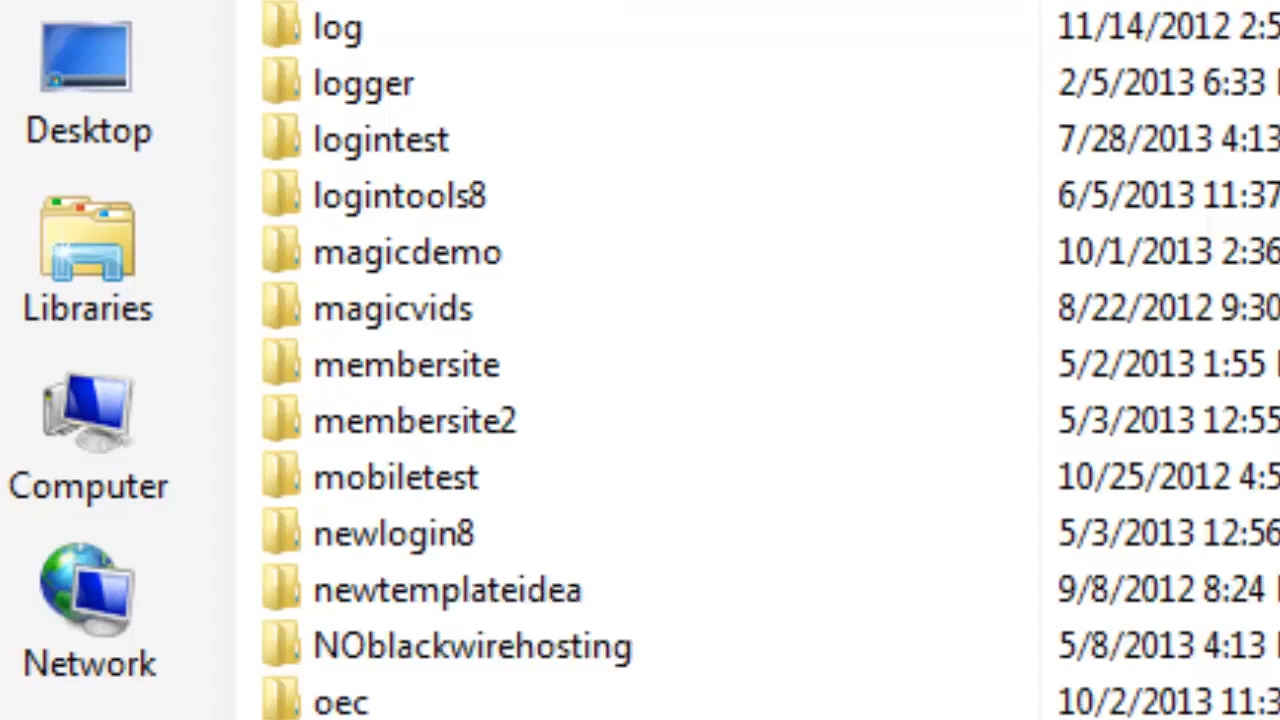 log 11/14/2012 2:5
logger 2/5/2013 6:33
Desktop
logintest 7/28/2013 4:13
logintools8 6/5/2013 11:37
magicdemo 10/1/2013 2:36
Libraries
magicvids 8/22/2012 9:30
membersite 5/2/2013 1:55
membersite2 5/3/2013 12:55
Computer
mobiletest 10/25/2012 4:5
newlogin8 5/3/2013 12:56
newtemplateidea 9/8/2012 8:24
NOblackwirehosting 5/8/2013 4:13
Network
oec 10/2/2013 11:3